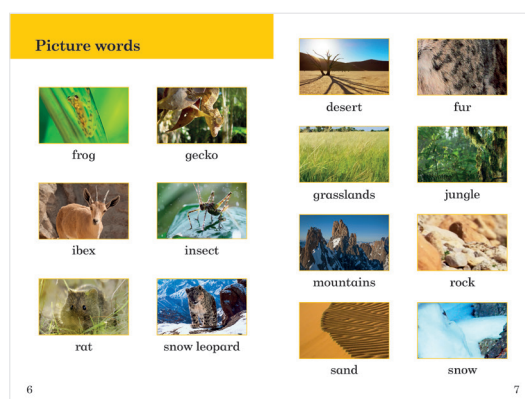 Picture words
frog gecko
ibex insect
rat snow leopard
6
desert fur
grasslands jungle
mountains rock
sand snow
7